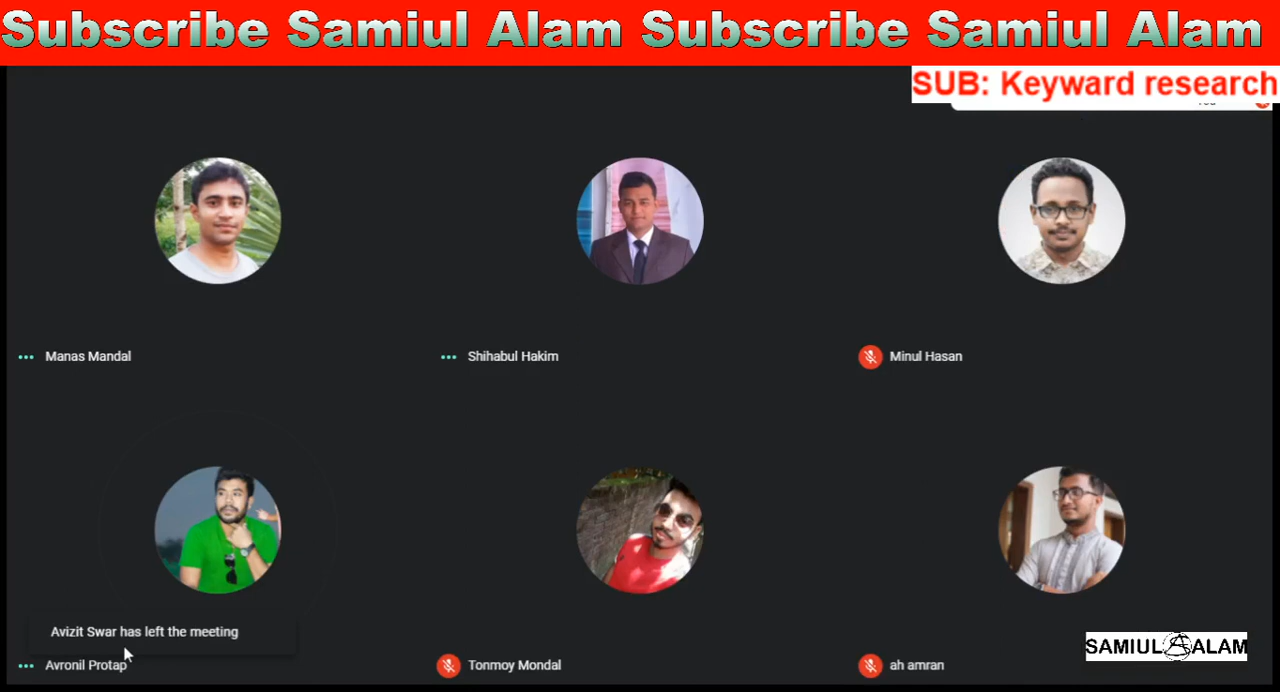 Subscribe Samiul Alam Subscribe Samiul Alam
SUB: Keyward research
Manas Mandal
Shihabul Hakim
Minul Hasan
Avizit Swar has left the meeting
Avronil Protap
Tonmoy Mondal
ah amran
SAMIUL ALAM